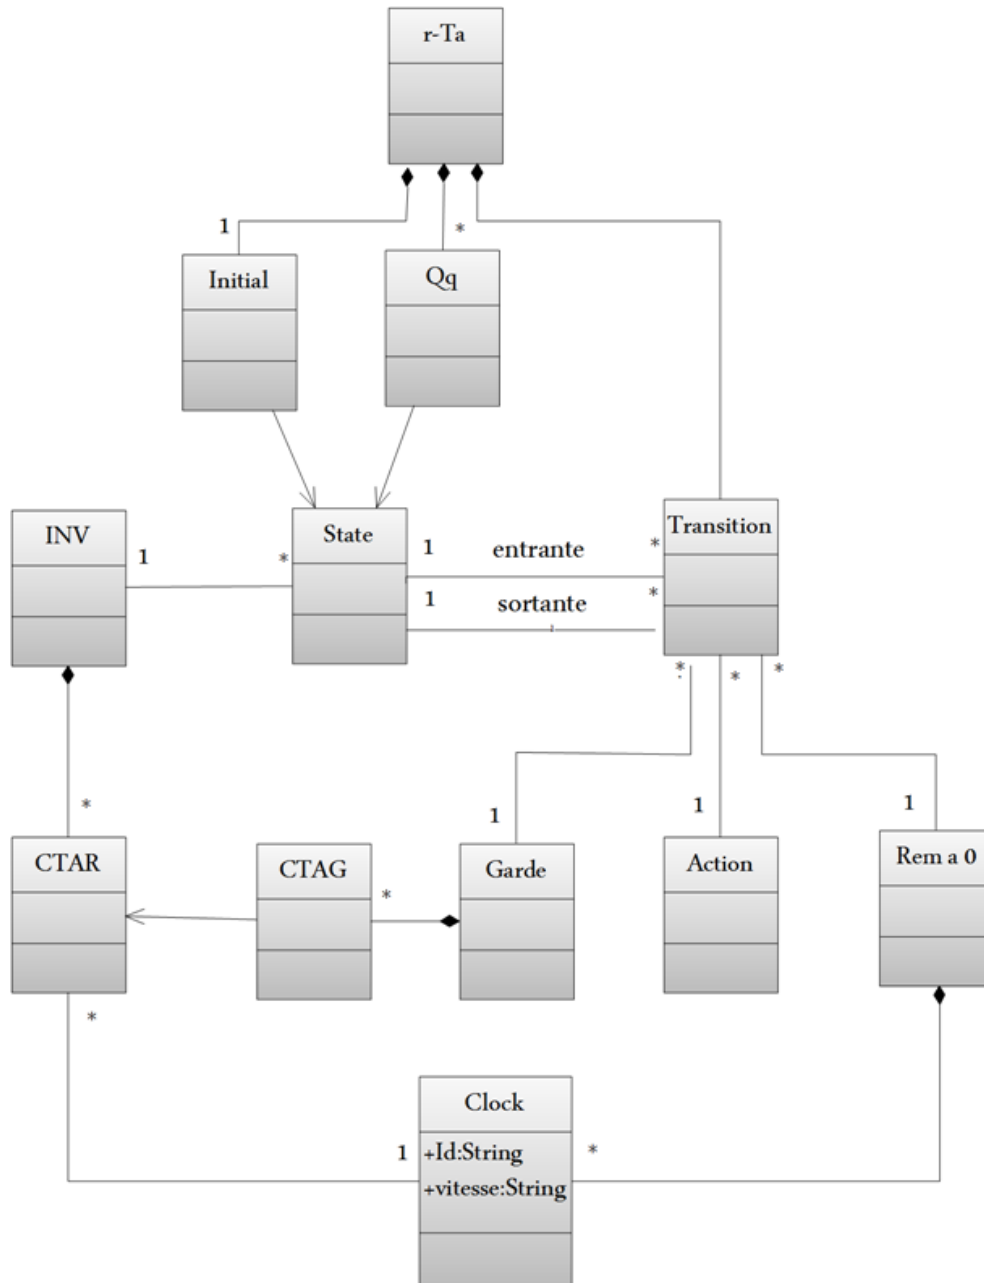 r-Ta
1
*
Initial
Qq
INV
State
Transition
1
*
1
entrante
*
1
sortante
*
*
*
*
*
1
1
1
CTAR
CTAG
*
Garde
Action
Rem a 0
*
Clock
1
+Id:String
*
+vitesse:String